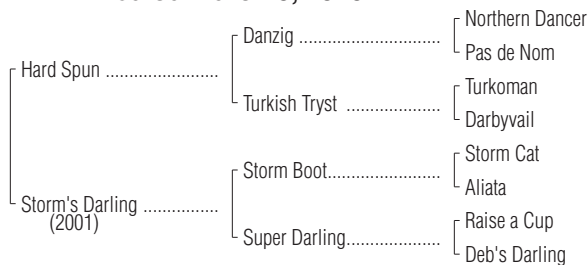 Northern Dancer
Danzig ..........................................
Pas de Nom
Hard Spun ........................
Turkoman
Turkish Tryst ....................
Darbyvail
Storm Cat
Storm Boot........................
Storm's Darling ................
(2001)
Aliata
Raise a Cup
Super Darling....................
Deb's Darling